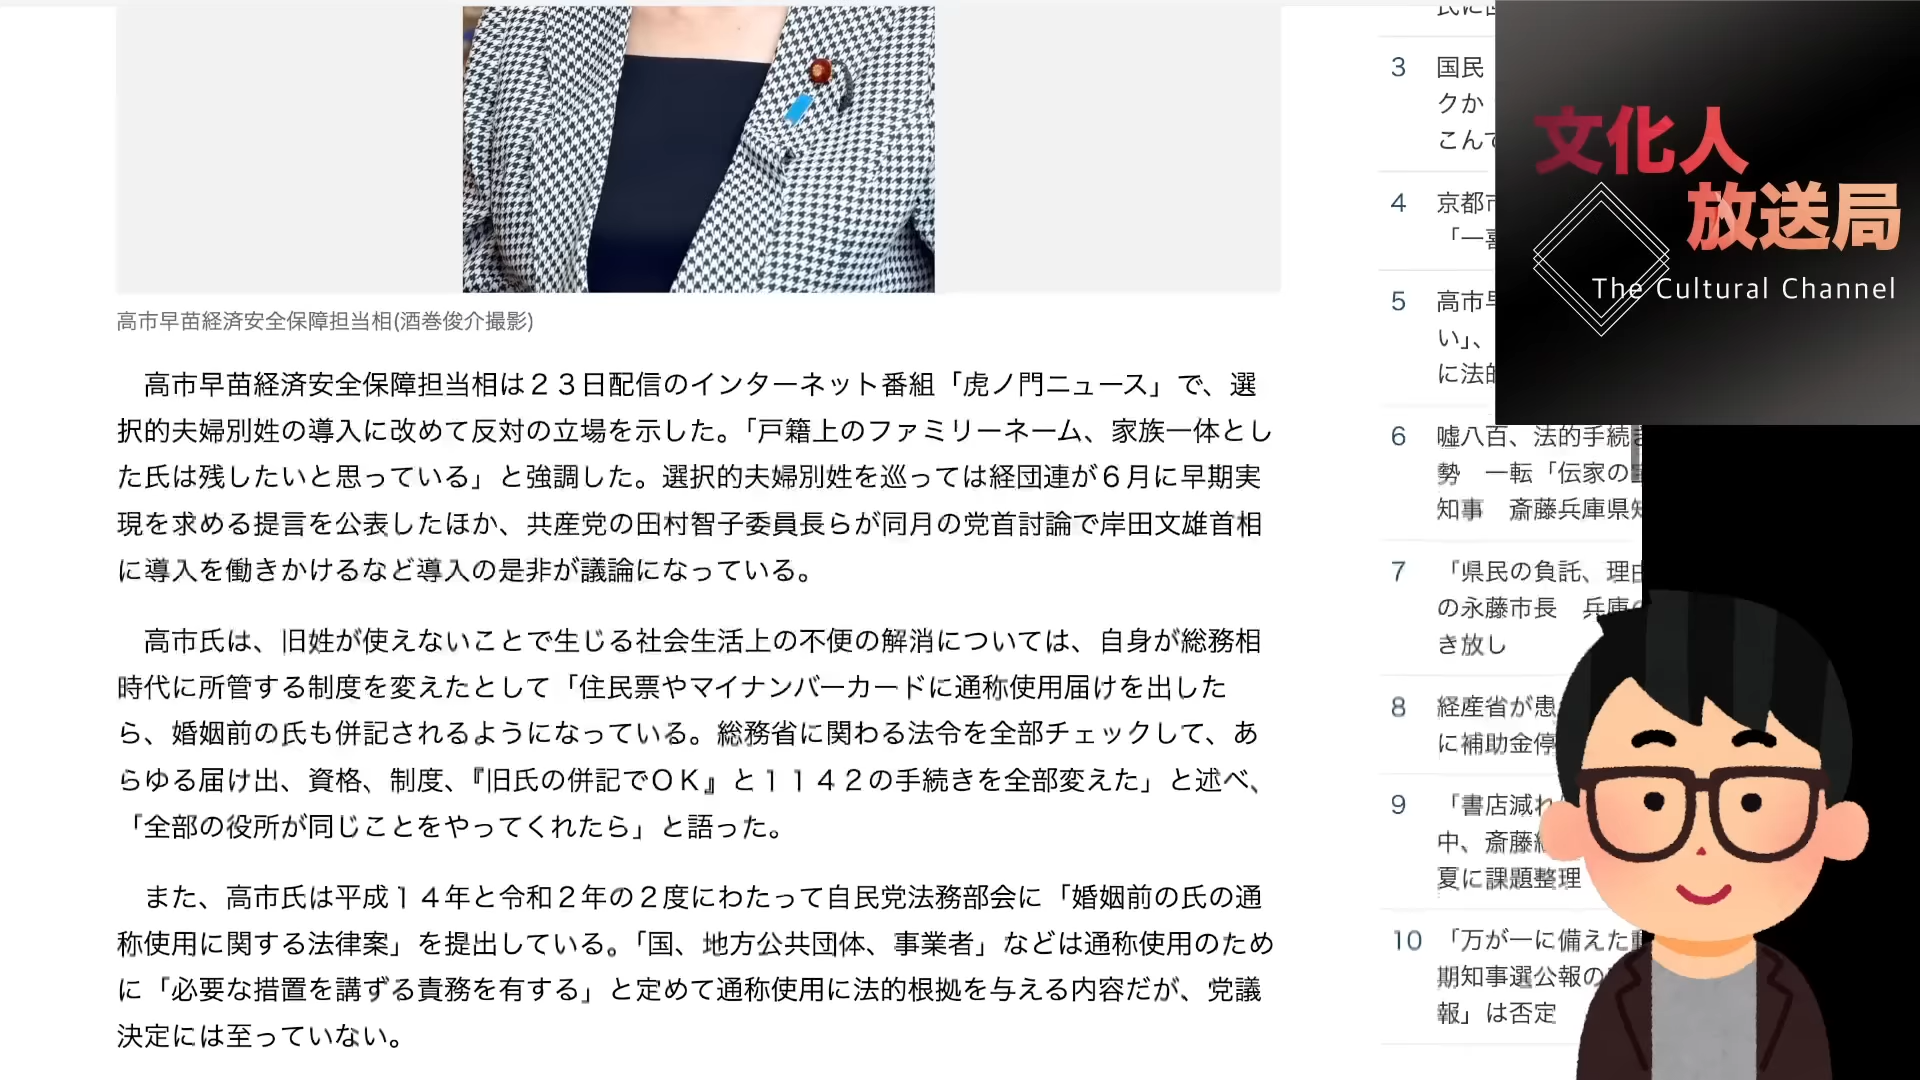 高市早苗経済安全保障担当相(酒巻俊介撮影)
　高市早苗経済安全保障担当相は２３日配信のインターネット番組「虎ノ門ニュース」で、選
択的夫婦別姓の導入に改めて反対の立場を示した。「戸籍上のファミリーネーム、家族一体とし
た氏は残したいと思っている」と強調した。選択的夫婦別姓を巡っては経団連が６月に早期実
現を求める提言を公表したほか、共産党の田村智子委員長らが同月の党首討論で岸田文雄首相
に導入を働きかけるなど導入の是非が議論になっている。
　高市氏は、旧姓が使えないことで生じる社会生活上の不便の解消については、自身が総務相
時代に所管する制度を変えたとして「住民票やマイナンバーカードに通称使用届けを出した
ら、婚姻前の氏も併記されるようになっている。総務省に関わる法令を全部チェックして、あ
らゆる届け出、資格、制度、『旧氏の併記でＯＫ』と１１４２の手続きを全部変えた」と述べ、
「全部の役所が同じことをやってくれたら」と語った。
　また、高市氏は平成１４年と令和２年の２度にわたって自民党法務部会に「婚姻前の氏の通
称使用に関する法律案」を提出している。「国、地方公共団体、事業者」などは通称使用のため
に「必要な措置を講ずる責務を有する」と定めて通称使用に法的根拠を与える内容だが、党議
決定には至っていない。
3 国民
クか
こんて
4 京都市
「一喜
5 高市早
い」、
に法的
6 嘘八百、法的手続き
勢　一転「伝家の
知事　斎藤兵庫県知
7 「県民の負託、理由
の永藤市長　兵庫の
き放し
8 経産省が患
に補助金停
9 「書店減れ
中、斎藤経
夏に課題整理
10 「万が一に備えた
期知事選公報の
報」は否定
文化人
放送局
The Cultural Channel